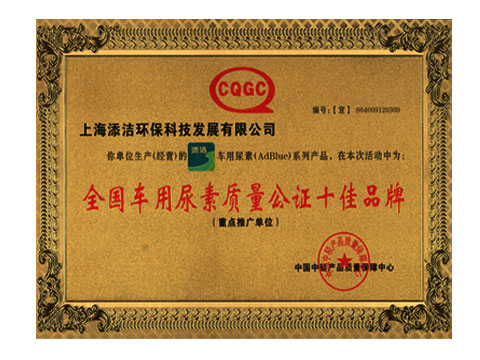 CQGC
编号:【宣】 804009120309
上海添洁环保科技发展有限公司
你单位生产(经营)的 添洁 车用尿素(AdBlue)系列产品，在本次活动中为：
全国车用尿素质量公证十佳品牌
(重点推广单位)
中国中轻产品质量保障中心